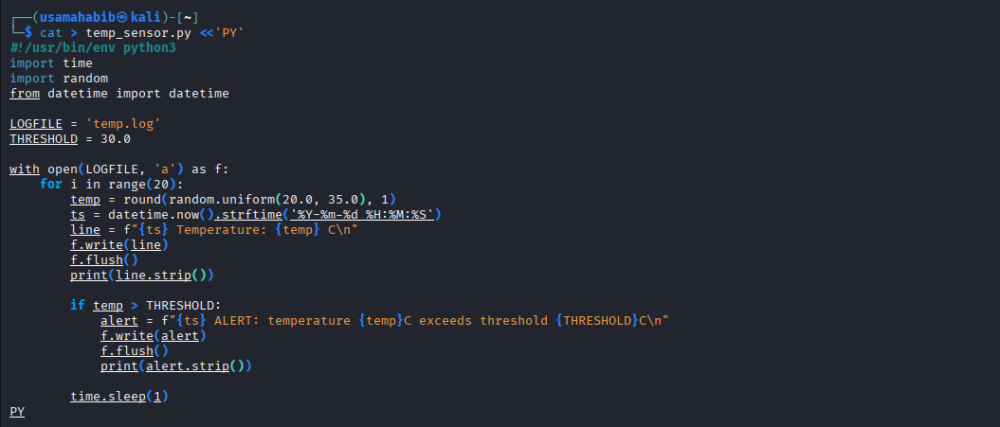 ┌──(usamahabib㉿kali)-[~]
└─$ cat > temp_sensor.py <<'PY'
#!/usr/bin/env python3
import time
import random
from datetime import datetime

LOGFILE = 'temp.log'
THRESHOLD = 30.0

with open(LOGFILE, 'a') as f:
    for i in range(20):
        temp = round(random.uniform(20.0, 35.0), 1)
        ts = datetime.now().strftime('%Y-%m-%d %H:%M:%S')
        line = f"{ts} Temperature: {temp} C\n"
        f.write(line)
        f.flush()
        print(line.strip())

        if temp > THRESHOLD:
            alert = f"{ts} ALERT: temperature {temp}C exceeds threshold {THRESHOLD}C\n"
            f.write(alert)
            f.flush()
            print(alert.strip())

        time.sleep(1)
PY